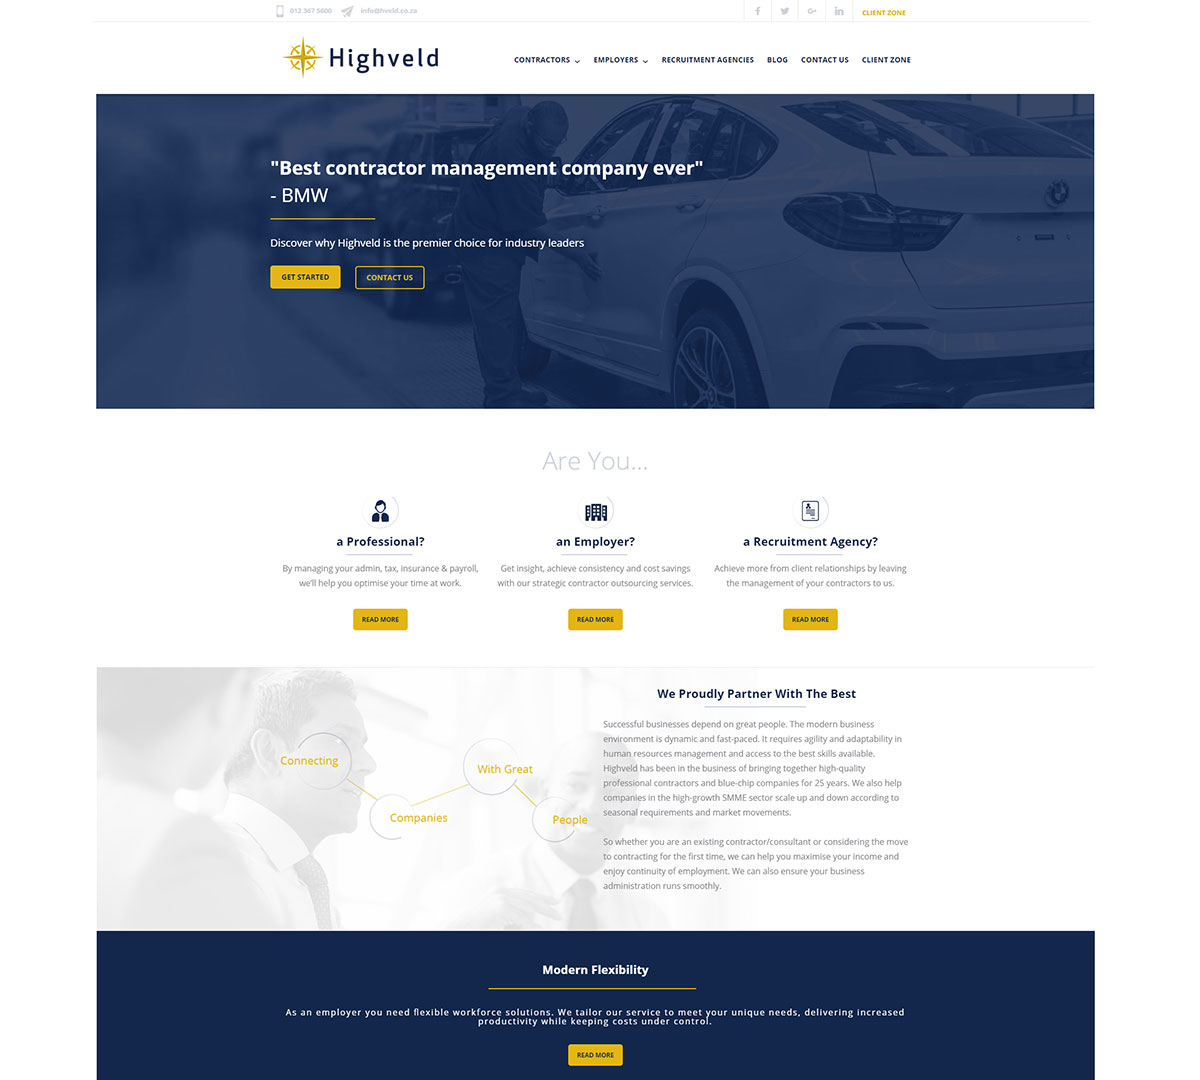 012 367 5600 info@hveld.co.za CLIENT ZONE
Highveld
CONTRACTORS EMPLOYERS RECRUITMENT AGENCIES BLOG CONTACT US CLIENT ZONE
"Best contractor management company ever"
- BMW
Discover why Highveld is the premier choice for industry leaders
GET STARTED CONTACT US
Are You...
a Professional?
By managing your admin, tax, insurance & payroll,
we'll help you optimise your time at work.
READ MORE
an Employer?
Get insight, achieve consistency and cost savings
with our strategic contractor outsourcing services.
READ MORE
a Recruitment Agency?
Achieve more from client relationships by leaving
the management of your contractors to us.
READ MORE
Connecting
Companies
With Great
People
We Proudly Partner With The Best
Successful businesses depend on great people. The modern business
environment is dynamic and fast-paced. It requires agility and adaptability in
human resources management and access to the best skills available.
Highveld has been in the business of bringing together high-quality
professional contractors and blue-chip companies for 25 years. We also help
companies in the high-growth SMME sector scale up and down according to
seasonal requirements and market movements.
So whether you are an existing contractor/consultant or considering the move
to contracting for the first time, we can help you maximise your income and
enjoy continuity of employment. We can also ensure your business
administration runs smoothly.
Modern Flexibility
As an employer you need flexible workforce solutions. We tailor our service to meet your unique needs, delivering increased
productivity while keeping costs under control.
READ MORE